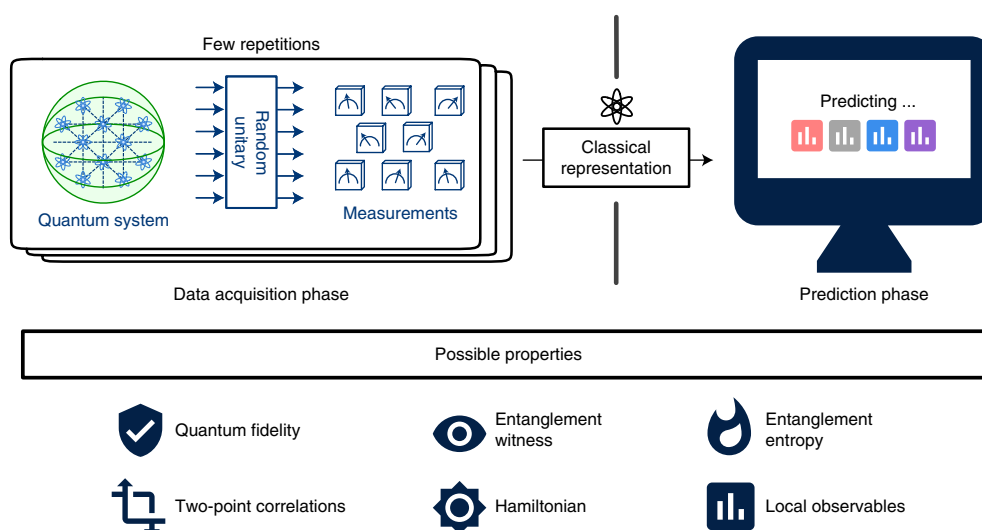 Few repetitions
Random
unitary
Quantum system
Measurements
Data acquisition phase
Classical
representation
Predicting ...
Prediction phase
Possible properties
Quantum fidelity
Entanglement
witness
Entanglement
entropy
Two-point correlations
Hamiltonian
Local observables